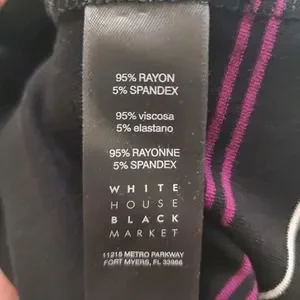 95% RAYON
5% SPANDEX
95% viscosa
5% elastano
95% RAYONNE
5% SPANDEX
WHITE
HOUSE
BLACK
MARKET
11215 METRO PARKWAY
FORT MYERS, FL 33966